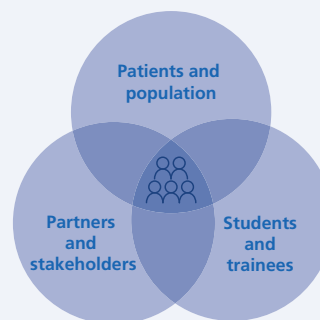 Patients and
population
Partners
and
stakeholders
Students
and
trainees